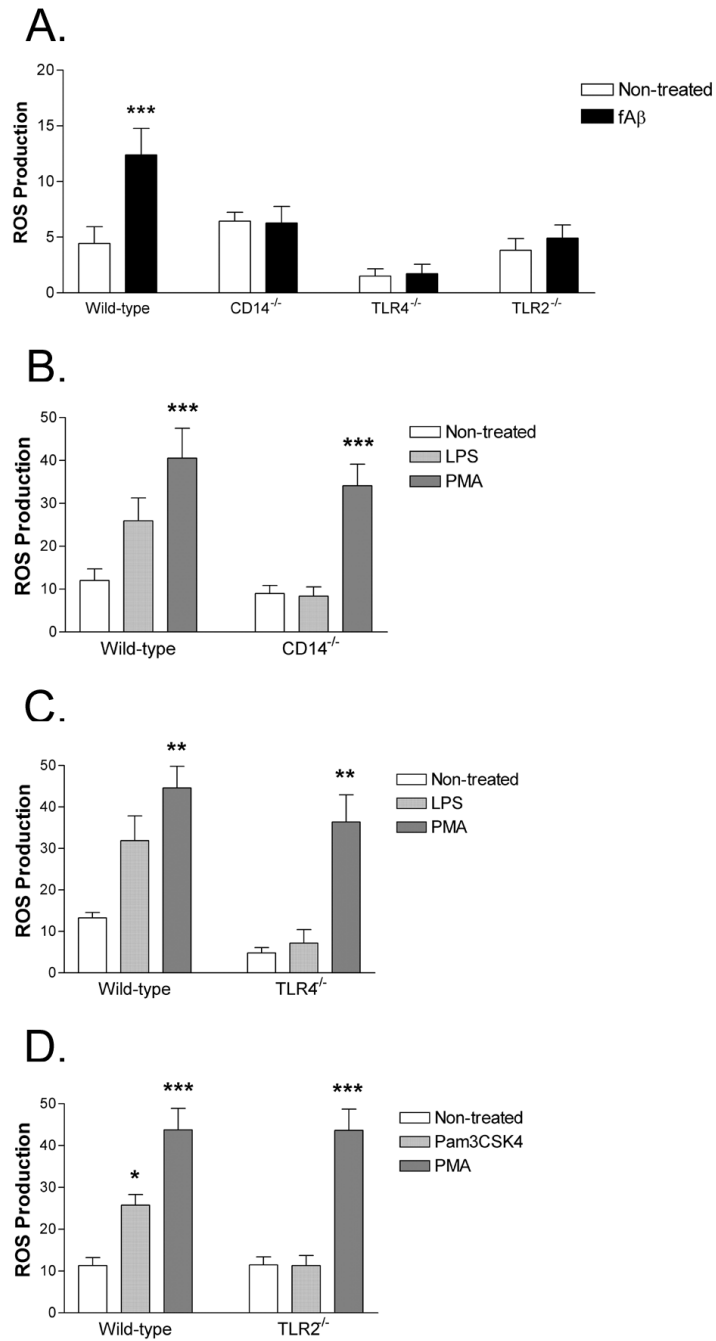 A.
ROS Production
20
15
10
5
0
***
Non-treated
fAβ
Wild-type CD14-/- TLR4-/- TLR2-/-
B.
ROS Production
50
40
30
20
10
0
*** ***
Non-treated
LPS
PMA
Wild-type CD14-/-
C.
ROS Production
50
40
30
20
10
0
** **
Non-treated
LPS
PMA
Wild-type TLR4-/-
D.
ROS Production
50
40
30
20
10
0
* *** ***
Non-treated
Pam3CSK4
PMA
Wild-type TLR2-/-